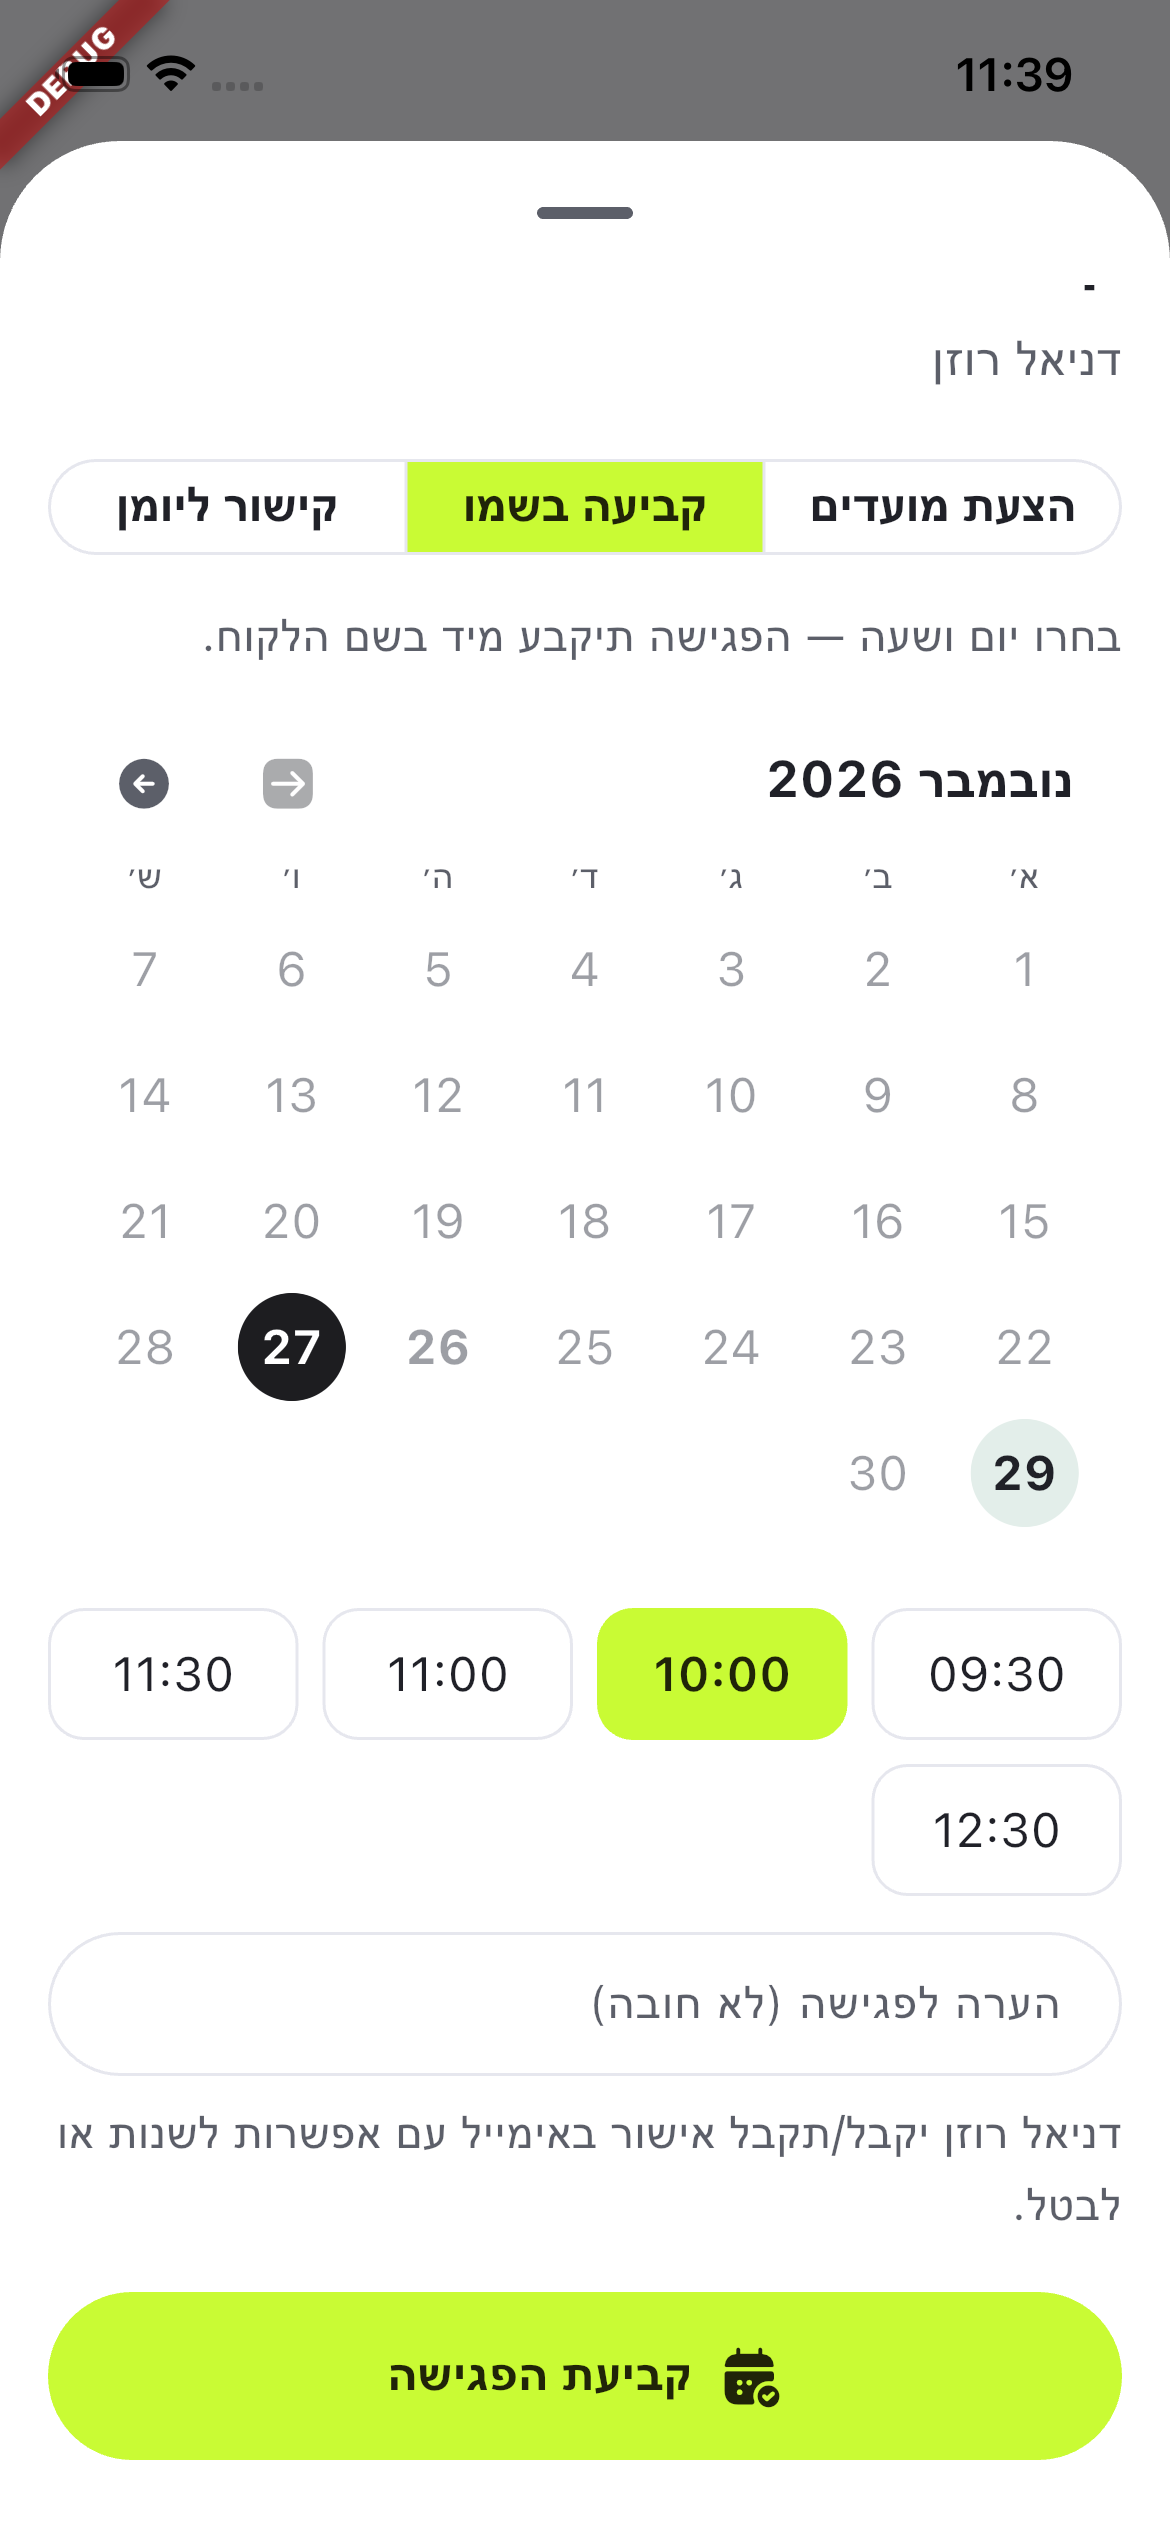 DEBUG
11:39
דניאל רוזן
הצעת מועדים קביעה בשמו קישור ליומן
בחרו יום ושעה — הפגישה תיקבע מיד בשם הלקוח.
נובמבר 2026
א׳ ב׳ ג׳ ד׳ ה׳ ו׳ ש׳
1 2 3 4 5 6 7
8 9 10 11 12 13 14
15 16 17 18 19 20 21
22 23 24 25 26 27 28
29 30
09:30 10:00 11:00 11:30
12:30
הערה לפגישה (לא חובה)
דניאל רוזן יקבל/תקבל אישור באימייל עם אפשרות לשנות או
לבטל.
קביעת הפגישה